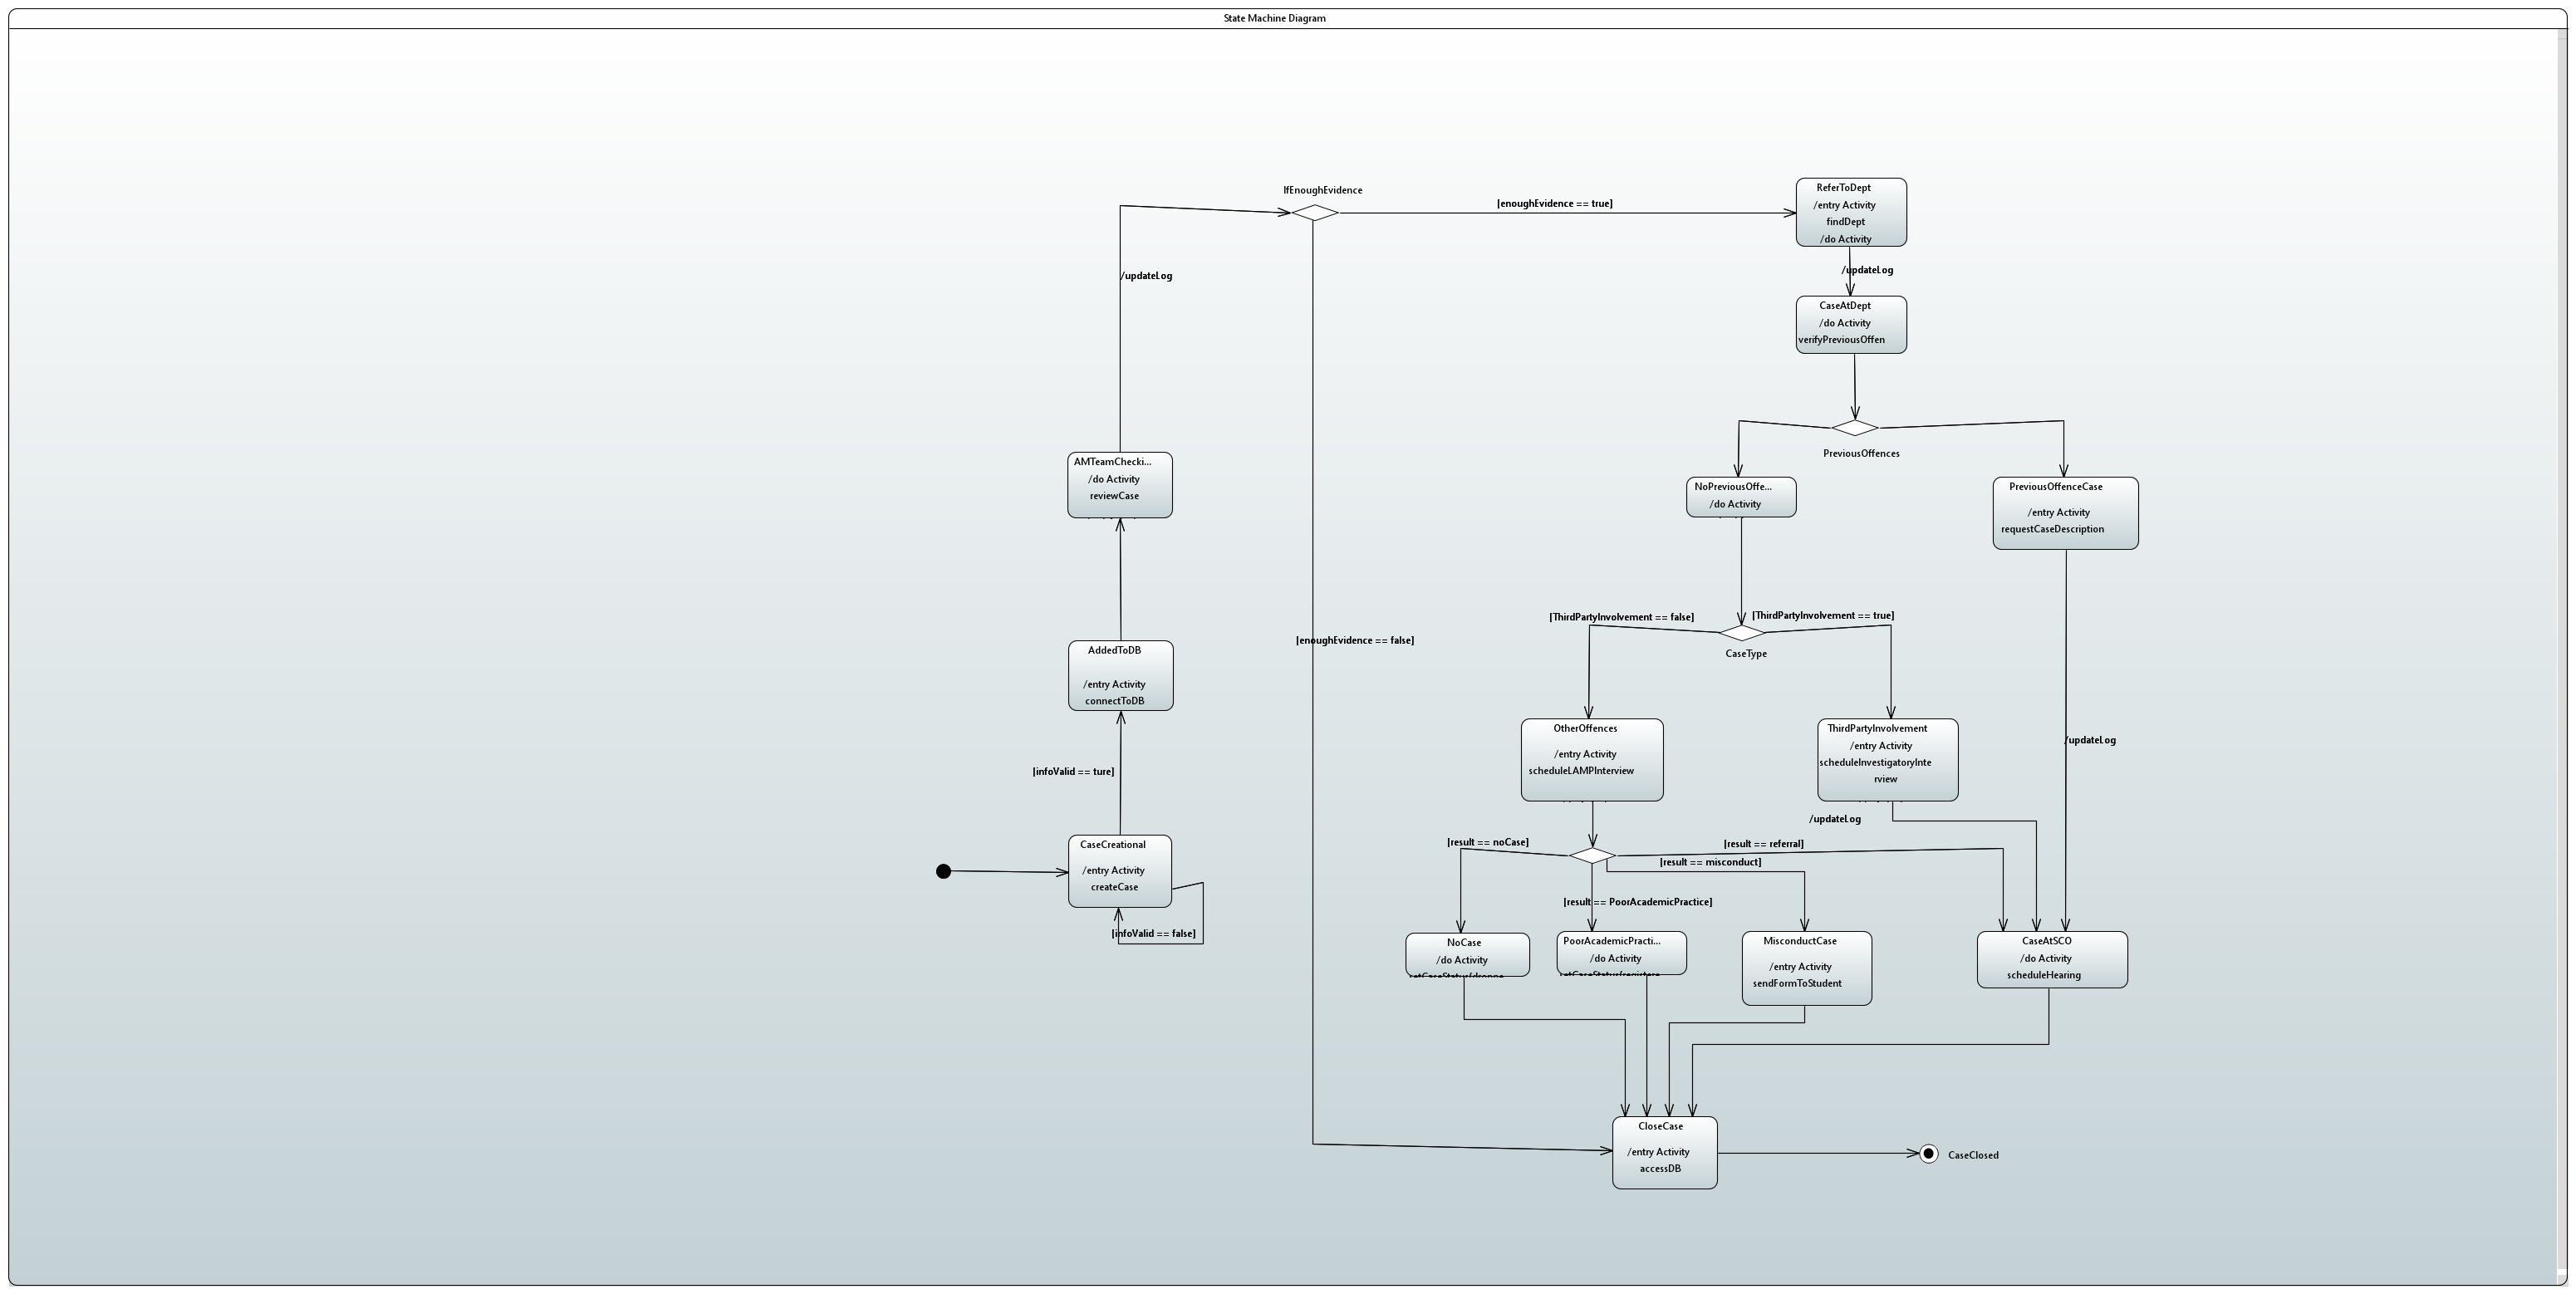 State Machine Diagram
IfEnoughEvidence
[enoughEvidence == true]
ReferToDept
/entry Activity
findDept
/do Activity
/updateLog
/updateLog
CaseAtDept
/do Activity
verifyPreviousOffen
PreviousOffences
AMTeamChecki...
/do Activity
reviewCase
NoPreviousOffe...
/do Activity
PreviousOffenceCase
/entry Activity
requestCaseDescription
[ThirdPartyInvolvement == false]
[ThirdPartyInvolvement == true]
CaseType
[enoughEvidence == false]
AddedToDB
/entry Activity
connectToDB
OtherOffences
/entry Activity
scheduleLAMPInterview
ThirdPartyInvolvement
/entry Activity
scheduleInvestigatoryInte
rview
/updateLog
[infoValid == ture]
/updateLog
CaseCreational
/entry Activity
createCase
[infoValid == false]
[result == noCase]
[result == referral]
[result == misconduct]
[result == PoorAcademicPractice]
NoCase
/do Activity
PoorAcademicPracti...
/do Activity
MisconductCase
/entry Activity
sendFormToStudent
CaseAtSCO
/do Activity
scheduleHearing
CloseCase
/entry Activity
accessDB
CaseClosed